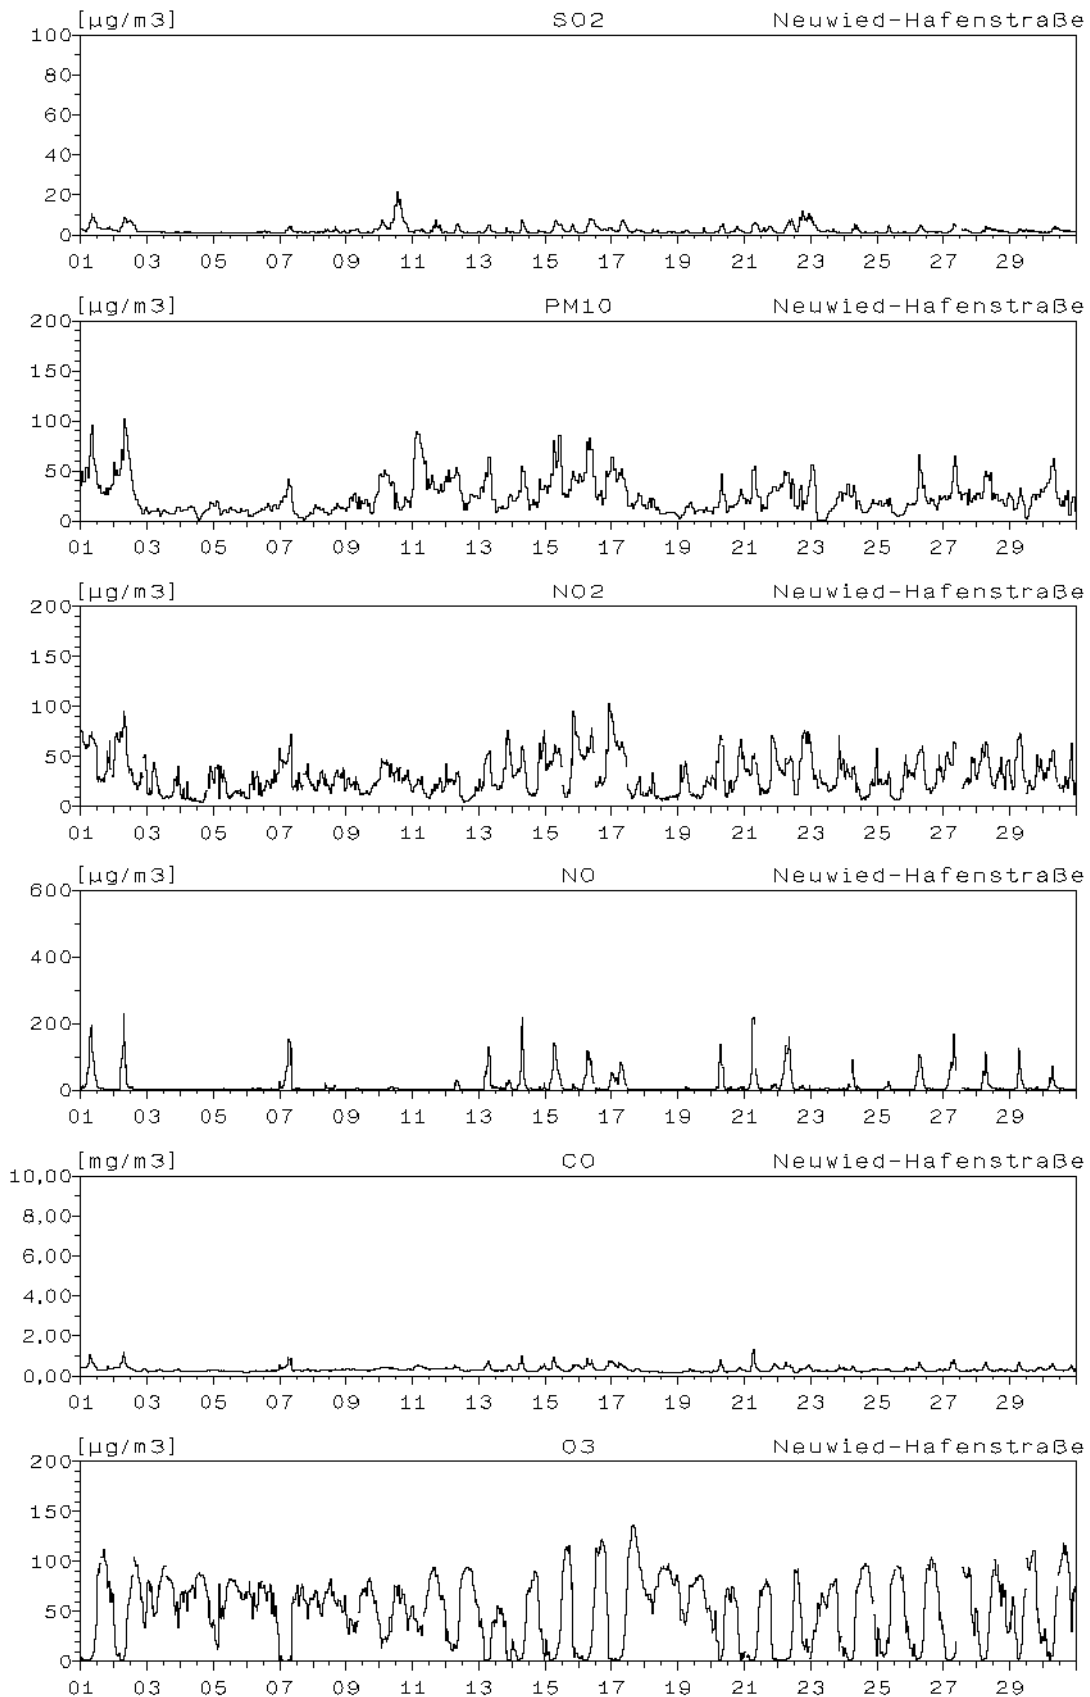 [µg/m3] SO2 Neuwied-Hafenstraße
100
80
60
40
20
0
01 03 05 07 09 11 13 15 17 19 21 23 25 27 29
[µg/m3] PM10 Neuwied-Hafenstraße
200
150
100
50
0
01 03 05 07 09 11 13 15 17 19 21 23 25 27 29
[µg/m3] NO2 Neuwied-Hafenstraße
200
150
100
50
0
01 03 05 07 09 11 13 15 17 19 21 23 25 27 29
[µg/m3] NO Neuwied-Hafenstraße
600
400
200
0
01 03 05 07 09 11 13 15 17 19 21 23 25 27 29
[mg/m3] CO Neuwied-Hafenstraße
10,00
8,00
6,00
4,00
2,00
0,00
01 03 05 07 09 11 13 15 17 19 21 23 25 27 29
[µg/m3] O3 Neuwied-Hafenstraße
200
150
100
50
0
01 03 05 07 09 11 13 15 17 19 21 23 25 27 29